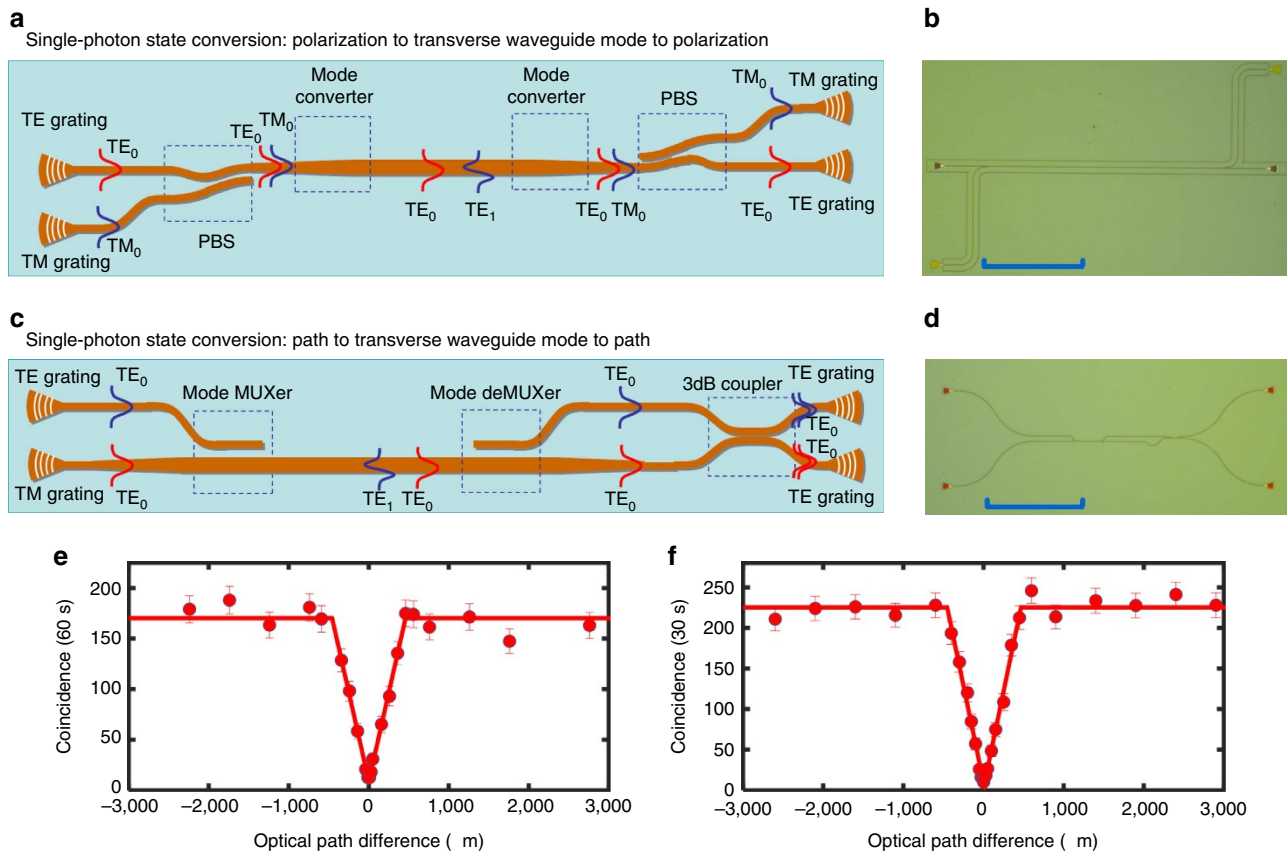 a
Single-photon state conversion: polarization to transverse waveguide mode to polarization
TE grating
TE0
TM grating
TM0
PBS
TE0
TM0
Mode
converter
TE0
TE1
Mode
converter
TE0
TM0
PBS
TM0
TM grating
TE0
TE grating
b
c
Single-photon state conversion: path to transverse waveguide mode to path
TE grating
TE0
Mode MUXer
TM grating
TE0
TE1
TE0
Mode deMUXer
TE0
TE0
3dB coupler
TE grating
TE0
TE0
TE grating
d
e
Coincidence (60 s)
200
150
100
50
0
–3,000
–2,000
–1,000
0
1,000
2,000
3,000
Optical path difference ( m)
f
Coincidence (30 s)
250
200
150
100
50
0
–3,000
–2,000
–1,000
0
1,000
2,000
3,000
Optical path difference ( m)